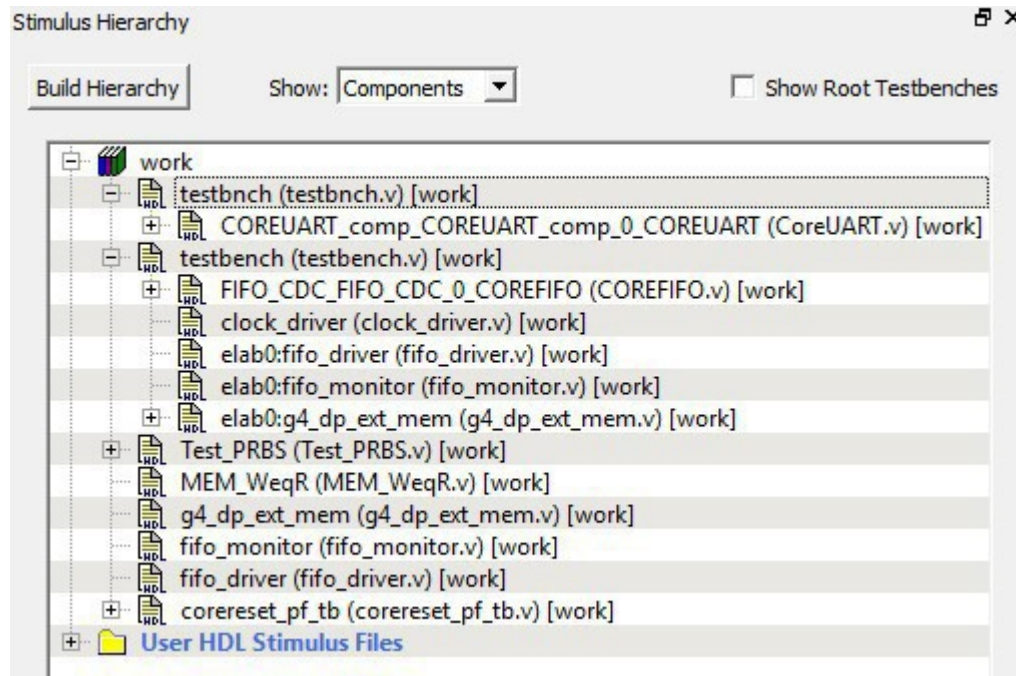 Stimulus Hierarchy
Build Hierarchy Show: Components Show Root Testbenches
work
testbnch (testbnch.v) [work]
COREUART_comp_COREUART_comp_0_COREUART (CoreUART.v) [work]
testbench (testbench.v) [work]
FIFO_CDC_FIFO_CDC_0_COREFIFO (COREFIFO.v) [work]
clock_driver (clock_driver.v) [work]
elab0:fifo_driver (fifo_driver.v) [work]
elab0:fifo_monitor (fifo_monitor.v) [work]
elab0:g4_dp_ext_mem (g4_dp_ext_mem.v) [work]
Test_PRBS (Test_PRBS.v) [work]
MEM_WeqR (MEM_WeqR.v) [work]
g4_dp_ext_mem (g4_dp_ext_mem.v) [work]
fifo_monitor (fifo_monitor.v) [work]
fifo_driver (fifo_driver.v) [work]
corereset_pf_tb (corereset_pf_tb.v) [work]
User HDL Stimulus Files